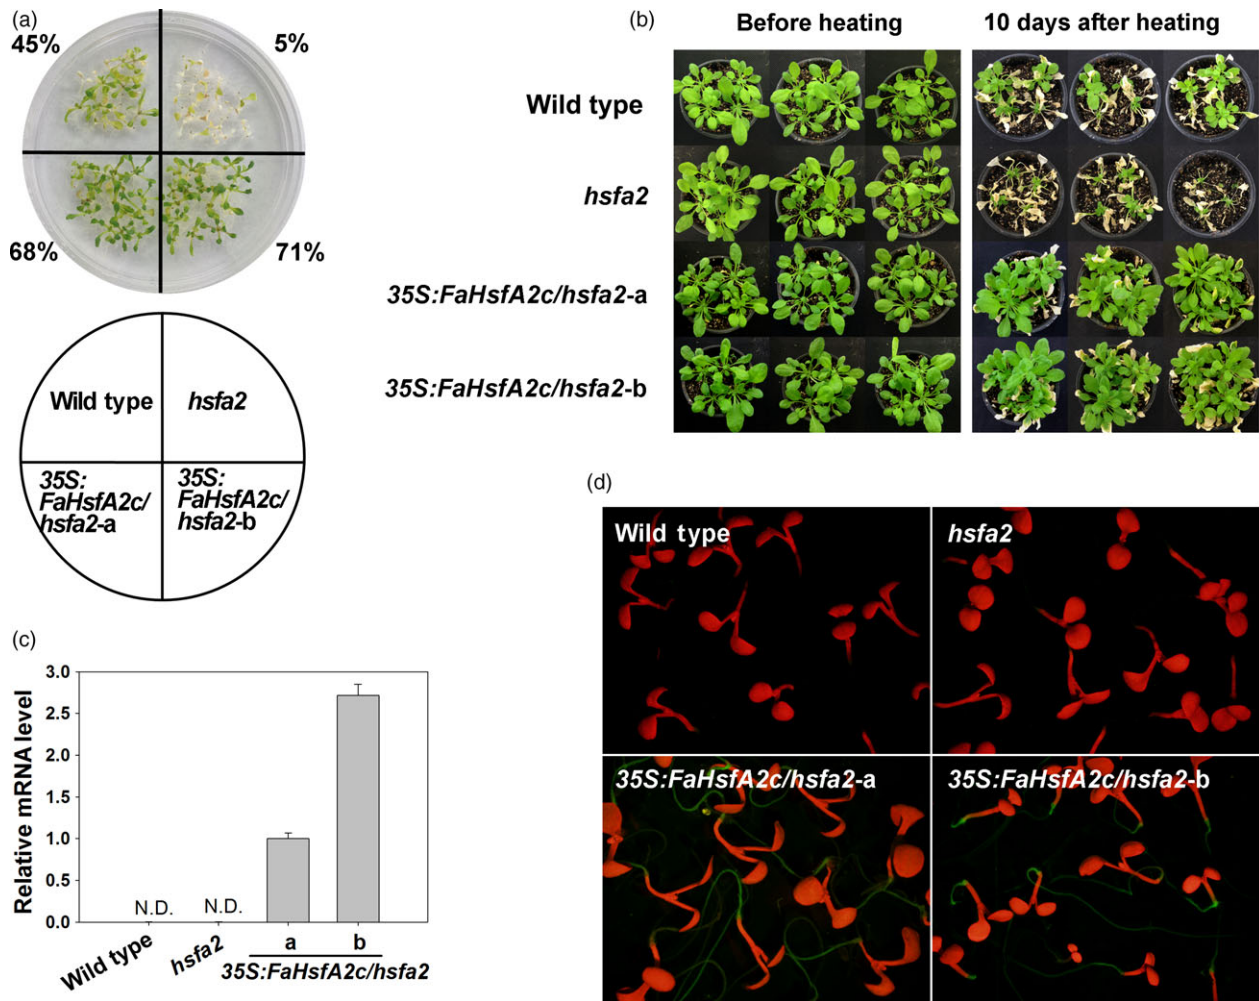 (a)
45%
5%
68%
71%
Wild type
hsfa2
35S:
FaHsfA2c/
hsfa2-a
35S:
FaHsfA2c/
hsfa2-b
(b)
Before heating
10 days after heating
Wild type
hsfa2
35S:FaHsfA2c/hsfa2-a
35S:FaHsfA2c/hsfa2-b
(c)
Relative mRNA level
3.0
2.5
2.0
1.5
1.0
0.5
0.0
N.D.
N.D.
Wild type
hsfa2
a
b
35S:FaHsfA2c/hsfa2
(d)
Wild type
hsfa2
35S:FaHsfA2c/hsfa2-a
35S:FaHsfA2c/hsfa2-b